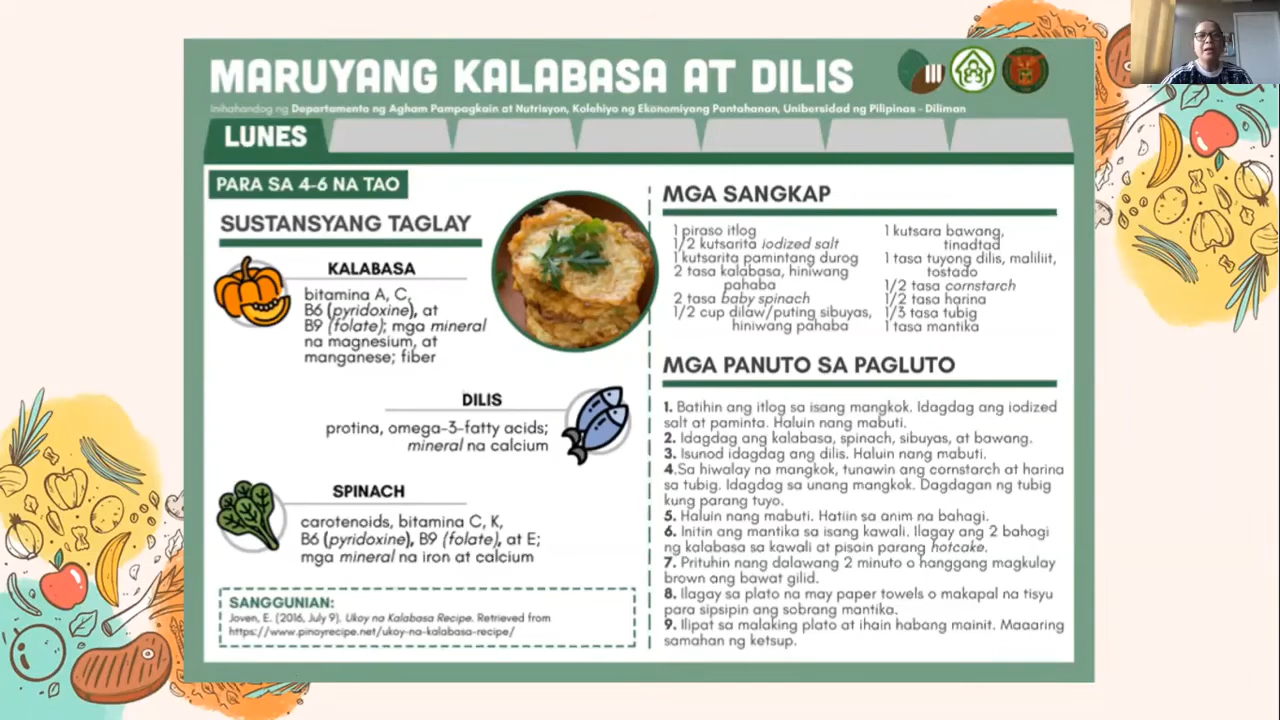 MARUYANG KALABASA AT DILIS
Inihahandog ng Departamento ng Agham Pampagkain at Nutrisyon, Kolehiyo ng Ekonomiyang Pantahanan, Unibersidad ng Pilipinas - Diliman
LUNES
PARA SA 4-6 NA TAO
SUSTANSYANG TAGLAY
KALABASA
bitamina A, C,
B6 (pyridoxine), at
B9 (folate); mga mineral
na magnesium, at
manganese; fiber
DILIS
protina, omega-3-fatty acids;
mineral na calcium
SPINACH
carotenoids, bitamina C, K,
B6 (pyridoxine), B9 (folate), at E;
mga mineral na iron at calcium
SANGGUNIAN:
Joven, E. (2016, July 9). Ukoy na Kalabasa Recipe. Retrieved from
https://www.pinoyrecipe.net/ukoy-na-kalabasa-recipe/
MGA SANGKAP
1 piraso itlog
1/2 kutsarita iodized salt
1 kutsarita pamintang durog
2 tasa kalabasa, hiniwang
pahaba
2 tasa baby spinach
1/2 cup dilaw/puting sibuyas,
hiniwang pahaba
1 kutsara bawang,
tinadtad
1 tasa tuyong dilis, maliliit,
tostado
1/2 tasa cornstarch
1/2 tasa harina
1/3 tasa tubig
1 tasa mantika
MGA PANUTO SA PAGLUTO
1. Batihin ang itlog sa isang mangkok. Idagdag ang iodized
salt at paminta. Haluin nang mabuti.
2. Idagdag ang kalabasa, spinach, sibuyas, at bawang.
3. Isunod idagdag ang dilis. Haluin nang mabuti.
4.Sa hiwalay na mangkok, tunawin ang cornstarch at harina
sa tubig. Idagdag sa unang mangkok. Dagdagan ng tubig
kung parang tuyo.
5. Haluin nang mabuti. Hatiin sa anim na bahagi.
6. Initin ang mantika sa isang kawali. Ilagay ang 2 bahagi
ng kalabasa sa kawali at pisain parang hotcake.
7. Prituhin nang dalawang 2 minuto o hanggang magkulay
brown ang bawat gilid.
8. Ilagay sa plato na may paper towels o makapal na tisyu
para sipsipin ang sobrang mantika.
9. Ilipat sa malaking plato at ihain habang mainit. Maaaring
samahan ng ketsup.